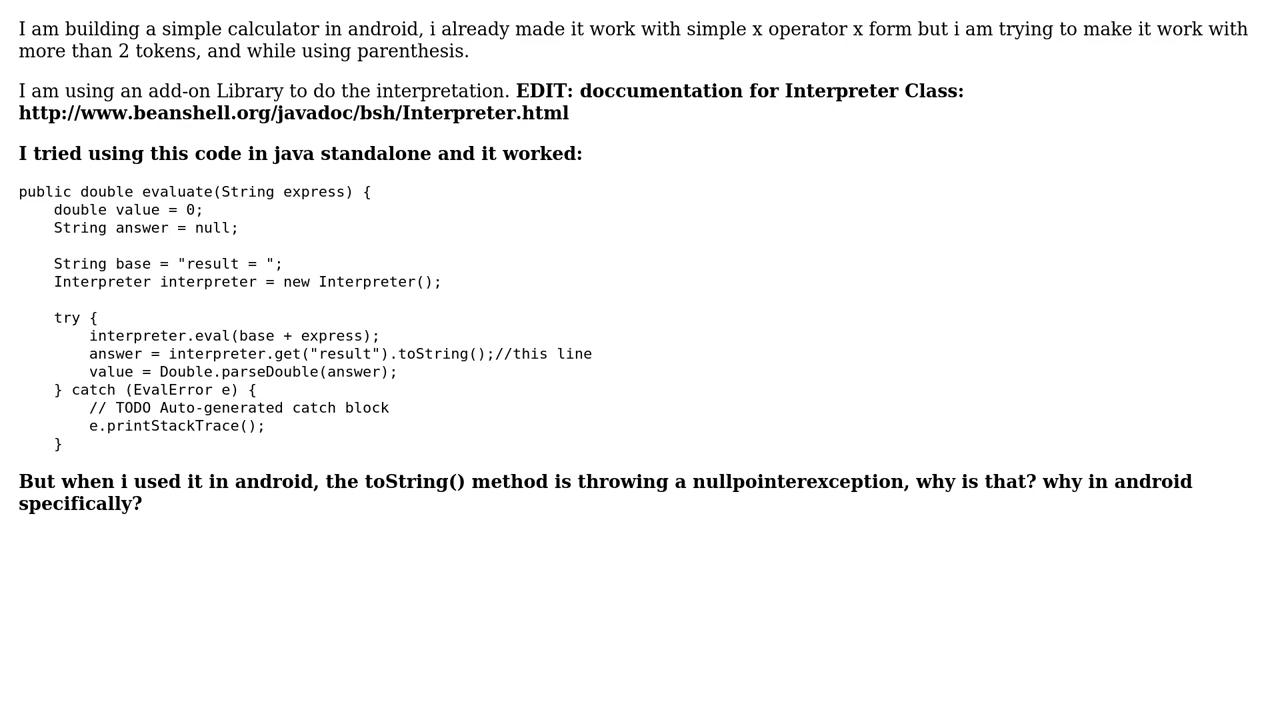 I am building a simple calculator in android, i already made it work with simple x operator x form but i am trying to make it work with
more than 2 tokens, and while using parenthesis.
I am using an add-on Library to do the interpretation. EDIT: doccumentation for Interpreter Class:
http://www.beanshell.org/javadoc/bsh/Interpreter.html
I tried using this code in java standalone and it worked:
public double evaluate(String express) {
    double value = 0;
    String answer = null;
    String base = "result = ";
    Interpreter interpreter = new Interpreter();
    try {
        interpreter.eval(base + express);
        answer = interpreter.get("result").toString();//this line
        value = Double.parseDouble(answer);
    } catch (EvalError e) {
        // TODO Auto-generated catch block
        e.printStackTrace();
    }
But when i used it in android, the toString() method is throwing a nullpointerexception, why is that? why in android
specifically?